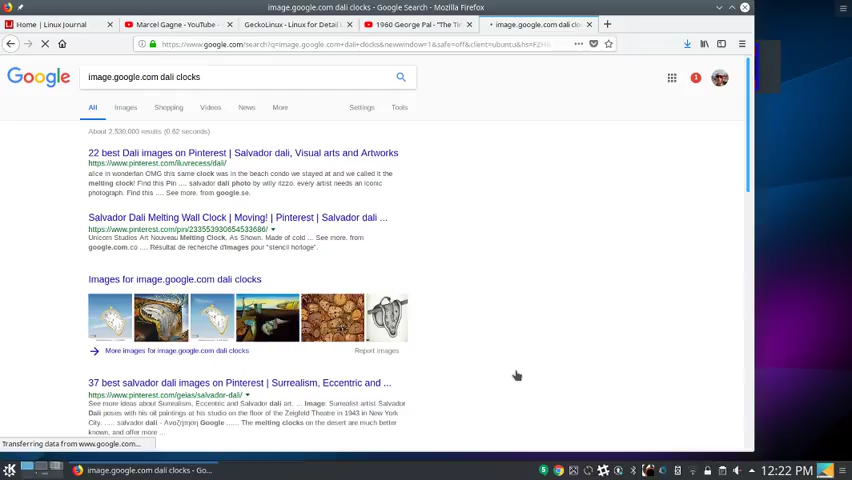 image.google.com dali clocks - Google Search - Mozilla Firefox
Home | Linux Journal
Marcel Gagne - YouTube -
GeckoLinux - Linux for Detail
1960 George Pal - "The Ti
image.google.com dali clo
https://www.google.com/search?q=image.google.com+dali+clocks&newwindow=1&safe=off&client=ubuntu&hs=FZH
Google
image.google.com dali clocks
1
All
Images
Shopping
Videos
News
More
Settings
Tools
About 2,530,000 results (0.62 seconds)
22 best Dali images on Pinterest | Salvador dali, Visual arts and Artworks
https://www.pinterest.com/iluvrecess/dali/
alice in wonderlan OMG this same clock was in the beach condo we stayed at and we called it the
melting clock! Find this Pin .... salvador dali photo by willy rizzo. every artist needs an iconic
photograph. Find this .... See more. from google.se.
Salvador Dali Melting Wall Clock | Moving! | Pinterest | Salvador dali ...
https://www.pinterest.com/pin/233553930654533686/
Unicorn Studios Art Nouveau Melting Clock, As Shown. Made of cold ... See more. from
google.com.co .... Résultat de recherche d'images pour "stencil horloge".
Images for image.google.com dali clocks
More images for image.google.com dali clocks
Report images
37 best salvador dali images on Pinterest | Surrealism, Eccentric and ...
https://www.pinterest.com/geias/salvador-dali/
See more ideas about Surrealism, Eccentric and Salvador dali art. ... Image: Surrealist artist Salvador
Dali poses with his oil paintings at his studio on the floor of the Zeigfeld Theatre in 1943 in New York
City. ..... salvador dali - Αναζήτηση Google ...... The melting clocks on the desert are much better
known, and offer more ...
Transferring data from www.google.com...
image.google.com dali clocks - Go...
12:22 PM